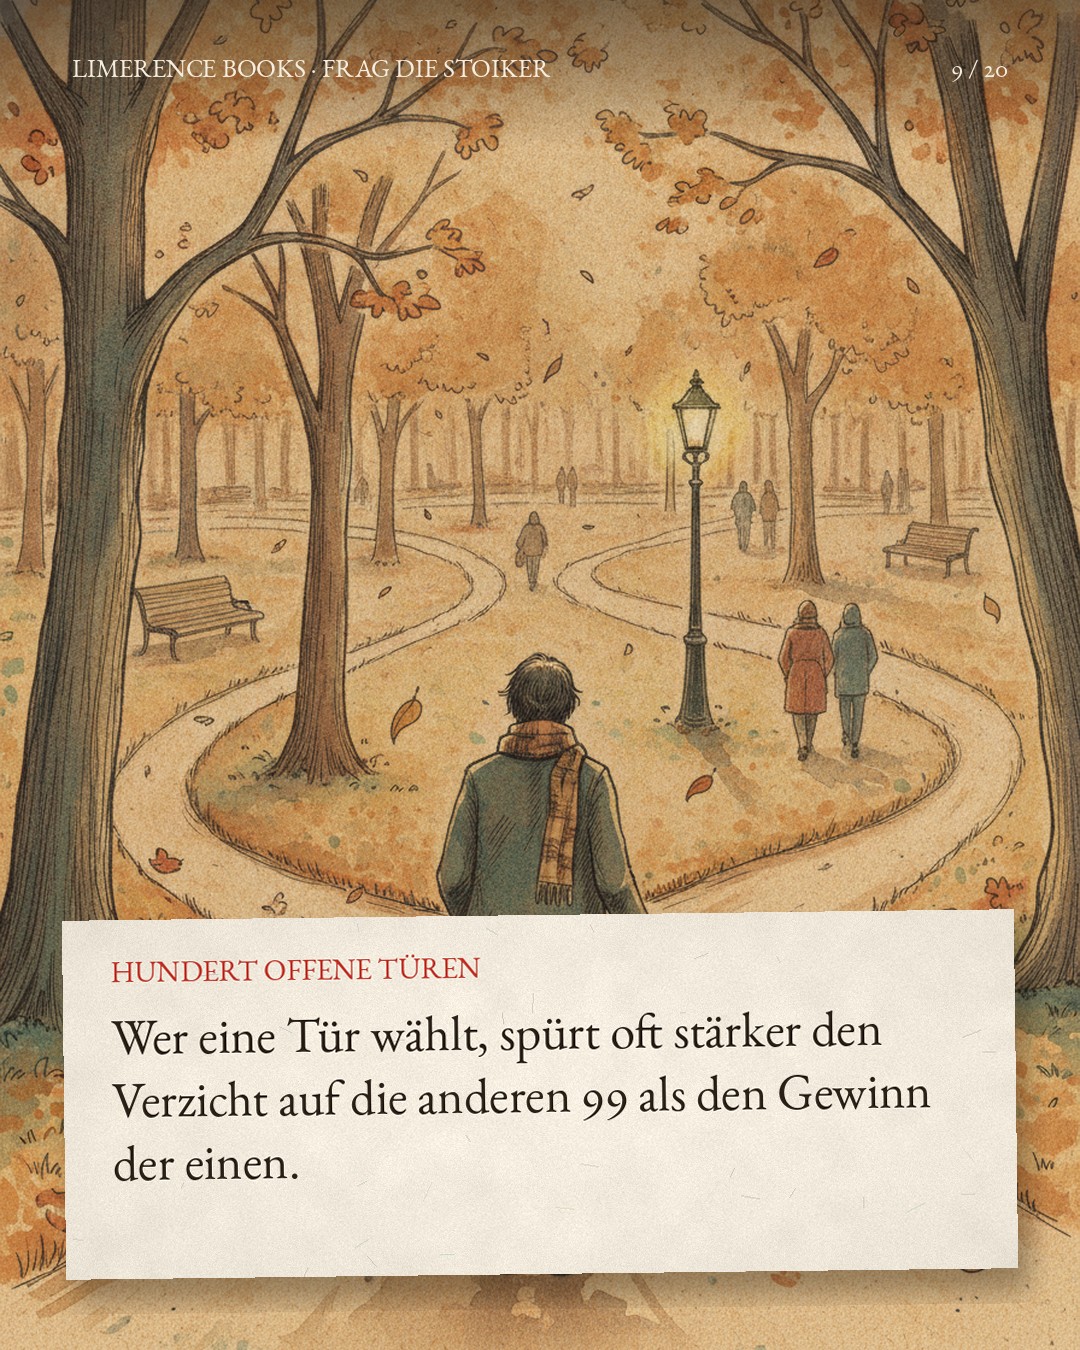 LIMERENCE BOOKS · FRAG DIE STOIKER
9 / 20
HUNDERT OFFENE TÜREN
Wer eine Tür wählt, spürt oft stärker den
Verzicht auf die anderen 99 als den Gewinn
der einen.